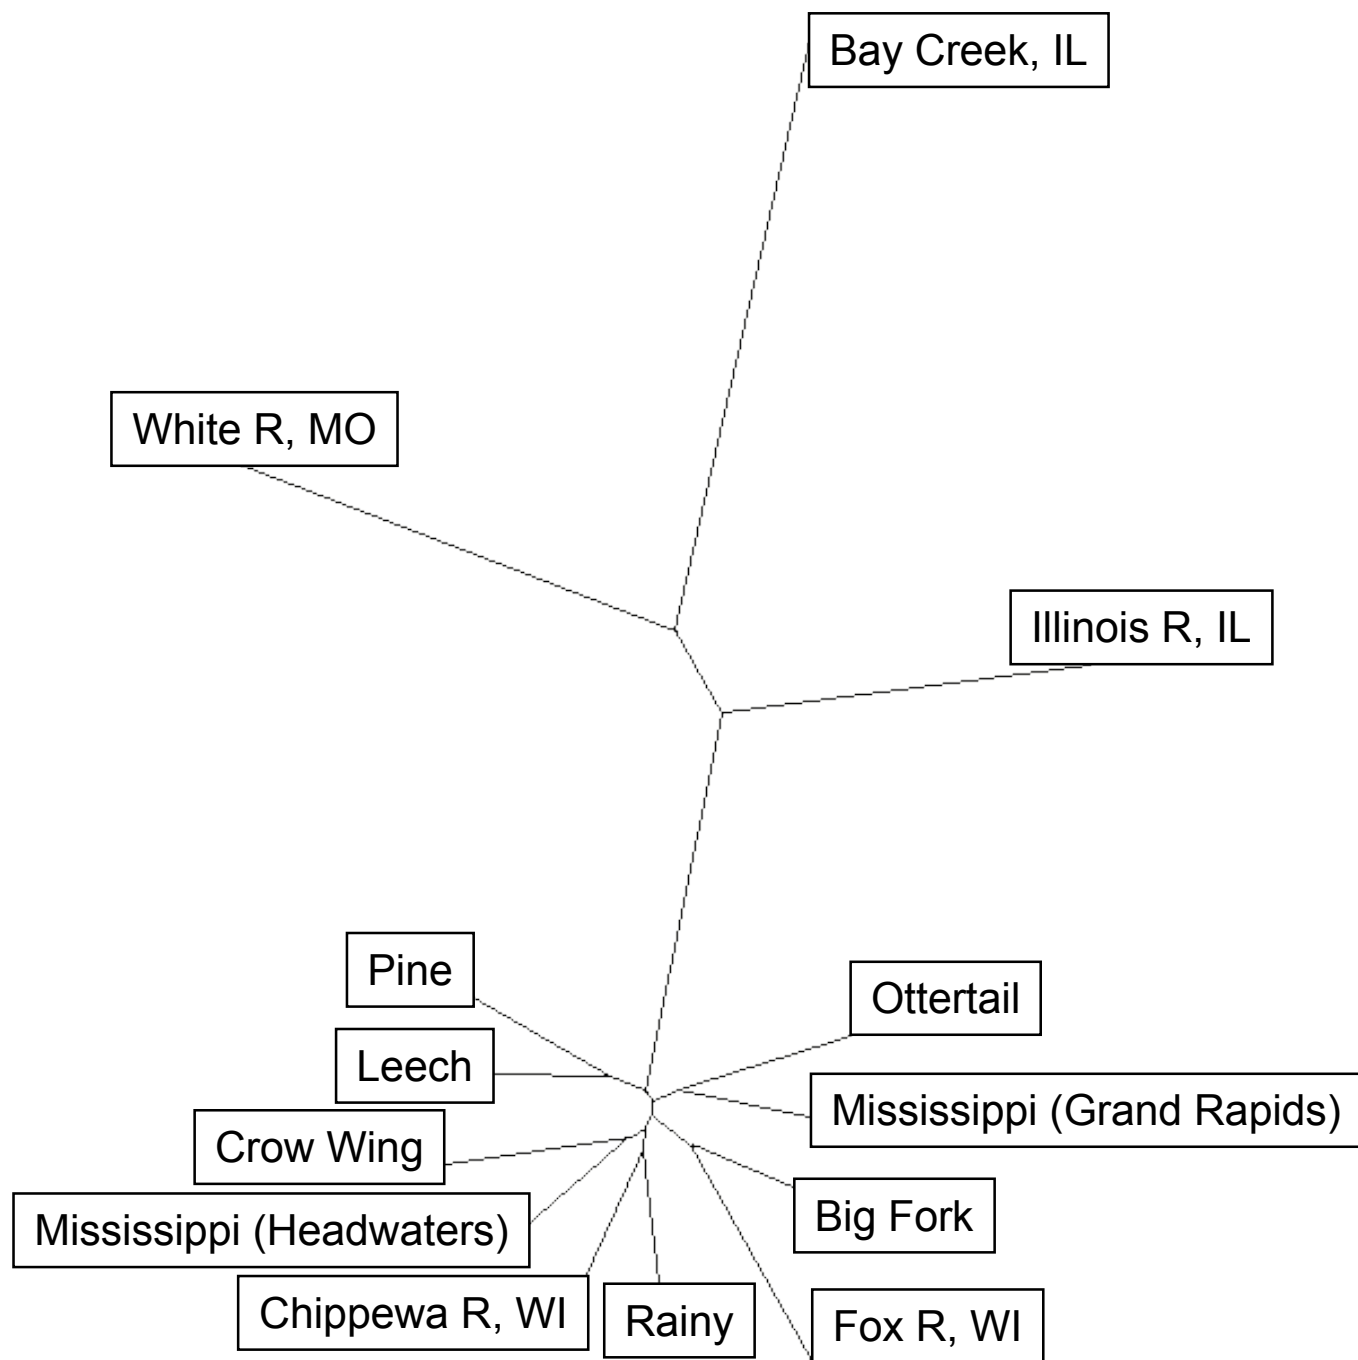 Bay Creek, IL
White R, MO
Illinois R, IL
Pine
Ottertail
Leech
Mississippi (Grand Rapids)
Crow Wing
Big Fork
Mississippi (Headwaters)
Chippewa R, WI
Rainy
Fox R, WI